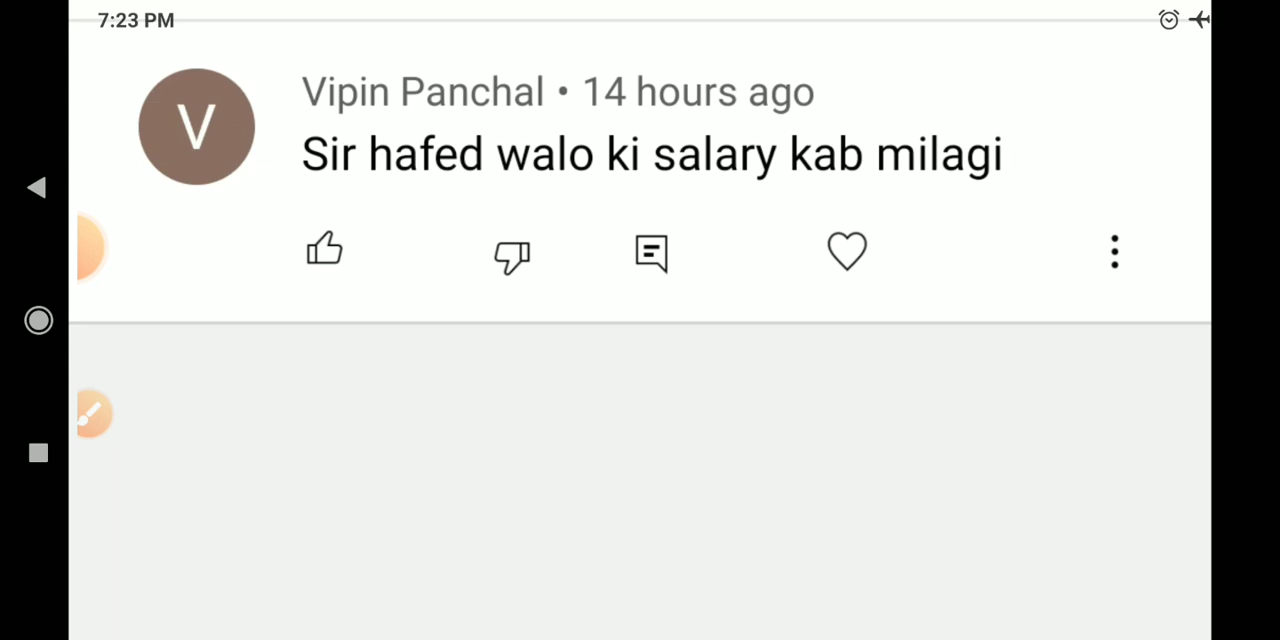 7:23 PM
V
Vipin Panchal • 14 hours ago
Sir hafed walo ki salary kab milagi